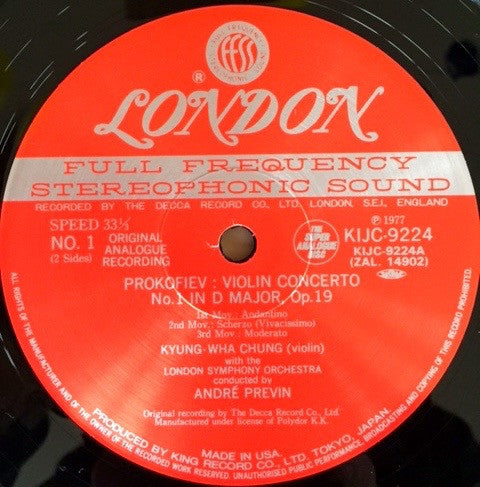 FULL FREQUENCY
FFSS
STEREOPHONIC SOUND
®
LONDON
FULL FREQUENCY
STEREOPHONIC SOUND
RECORDED BY THE DECCA RECORD CO., LTD. LONDON. S.E.I, ENGLAND
SPEED 33⅓
NO. 1
(2 Sides)
ORIGINAL
ANALOGUE
RECORDING
THE
SUPER
ANALOGUE
DISC
Ⓟ 1977
KIJC-9224
KIJC-9224A
(ZAL. 14902)
PROKOFIEV : VIOLIN CONCERTO
No.1 IN D MAJOR, Op.19
1st Mov.: Andantino
2nd Mov.: Scherzo (Vivacissimo)
3rd Mov.: Moderato
KYUNG-WHA CHUNG (violin)
with the
LONDON SYMPHONY ORCHESTRA
conducted by
ANDRÉ PREVIN
Original recording by The Decca Record Co., Ltd.
Manufactured under license of Polydor K.K.
MADE IN USA.
MANUFACTURED BY KING RECORD CO., LTD. TOKYO, JAPAN.
ALL RIGHTS OF THE MANUFACTURER AND OF THE OWNER OF THE RECORDED WORK RESERVED. UNAUTHORISED PUBLIC PERFORMANCE, BROADCASTING AND COPYING OF THIS RECORD PROHIBITED.